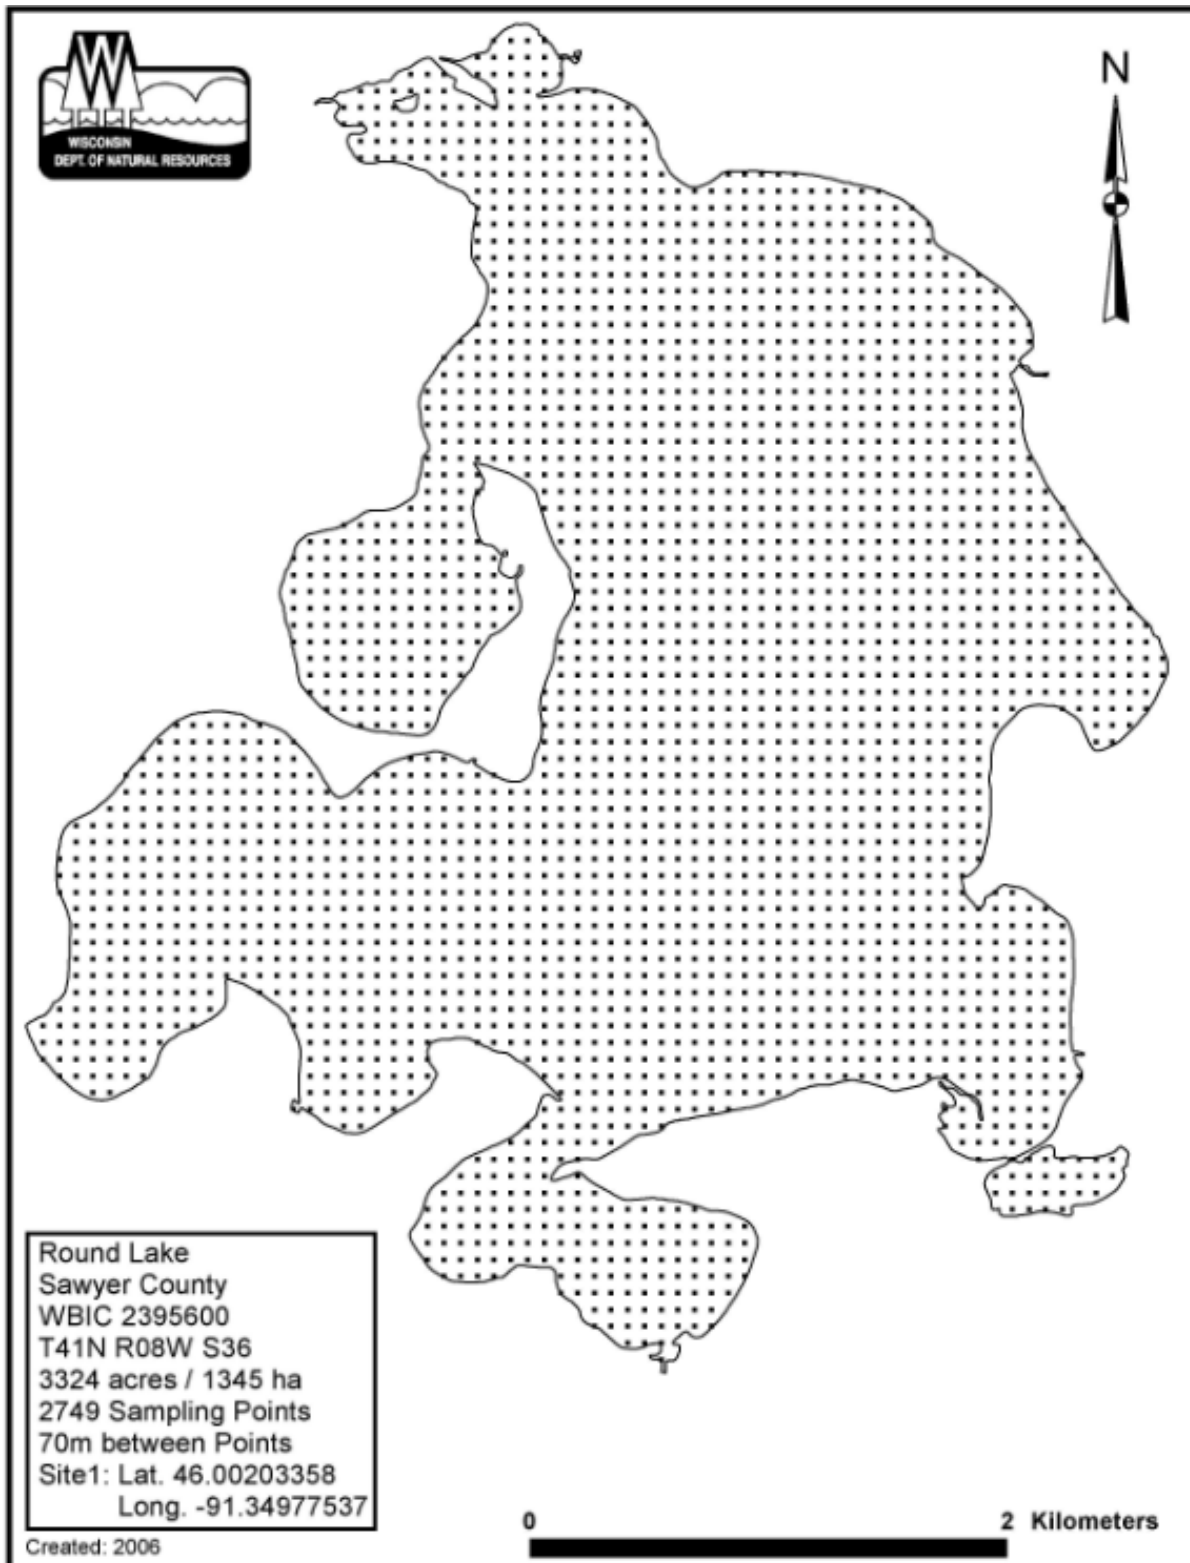 W
WISCONSIN
DEPT. OF NATURAL RESOURCES
N
Round Lake
Sawyer County
WBIC 2395600
T41N R08W S36
3324 acres / 1345 ha
2749 Sampling Points
70m between Points
Site1: Lat. 46.00203358
Long. -91.34977537
Created: 2006
0 2 Kilometers